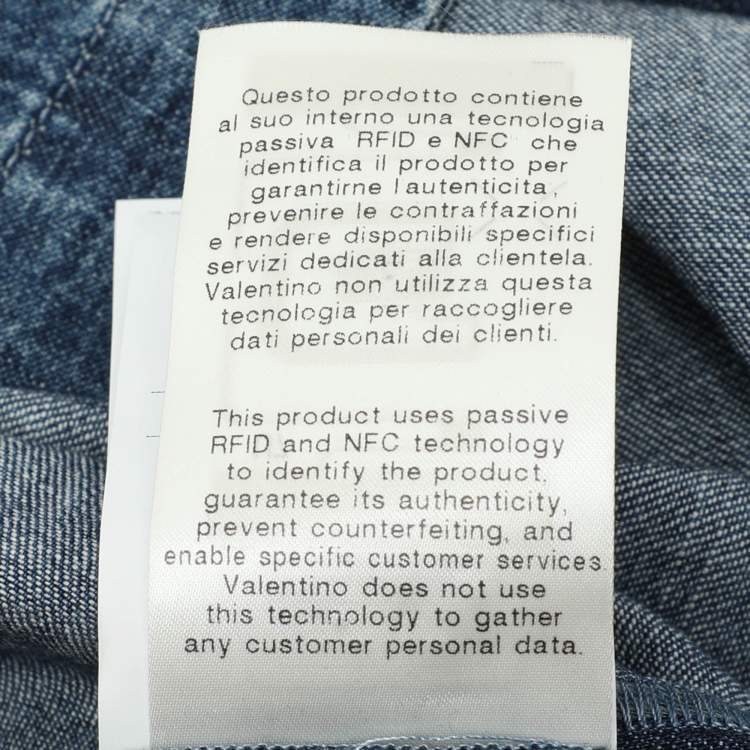 Questo prodotto contiene
al suo interno una tecnologia
passiva RFID e NFC che
identifica il prodotto per
garantirne l autenticita,
prevenire le contraffazioni
e rendere disponibili specifici
servizi dedicati alla clientela.
Valentino non utilizza questa
tecnologia per raccogliere
dati personali dei clienti.
This product uses passive
RFID and NFC technology
to identify the product,
guarantee its authenticity,
prevent counterfeiting, and
enable specific customer services.
Valentino does not use
this technology to gather
any customer personal data.